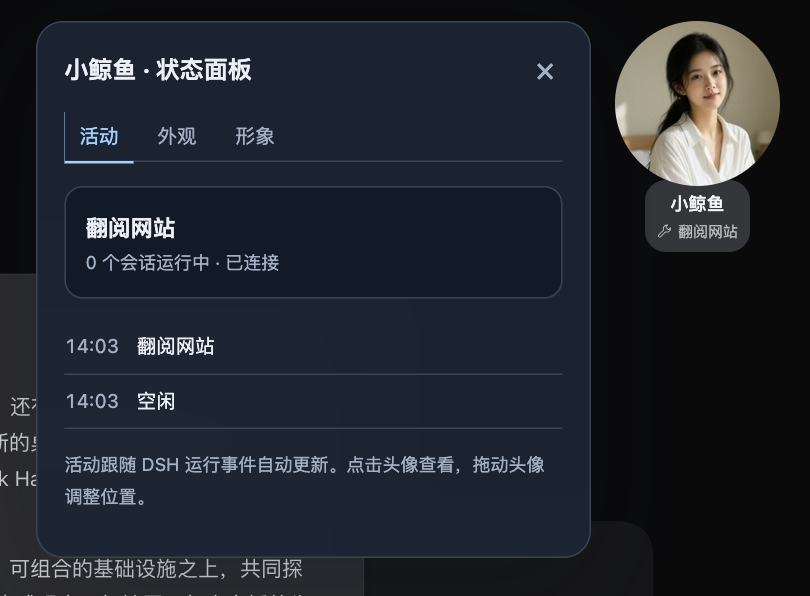 小鲸鱼 · 状态面板
活动 外观 形象
翻阅网站
0 个会话运行中 · 已连接
14:03 翻阅网站
14:03 空闲
活动跟随 DSH 运行事件自动更新。点击头像查看，拖动头像
调整位置。
小鲸鱼
翻阅网站
还
新的
k Ha
可组合的基础设施之上，共同探